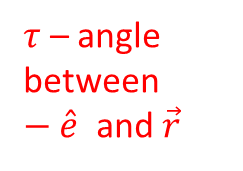 τ – angle
between
− ê and r⃗